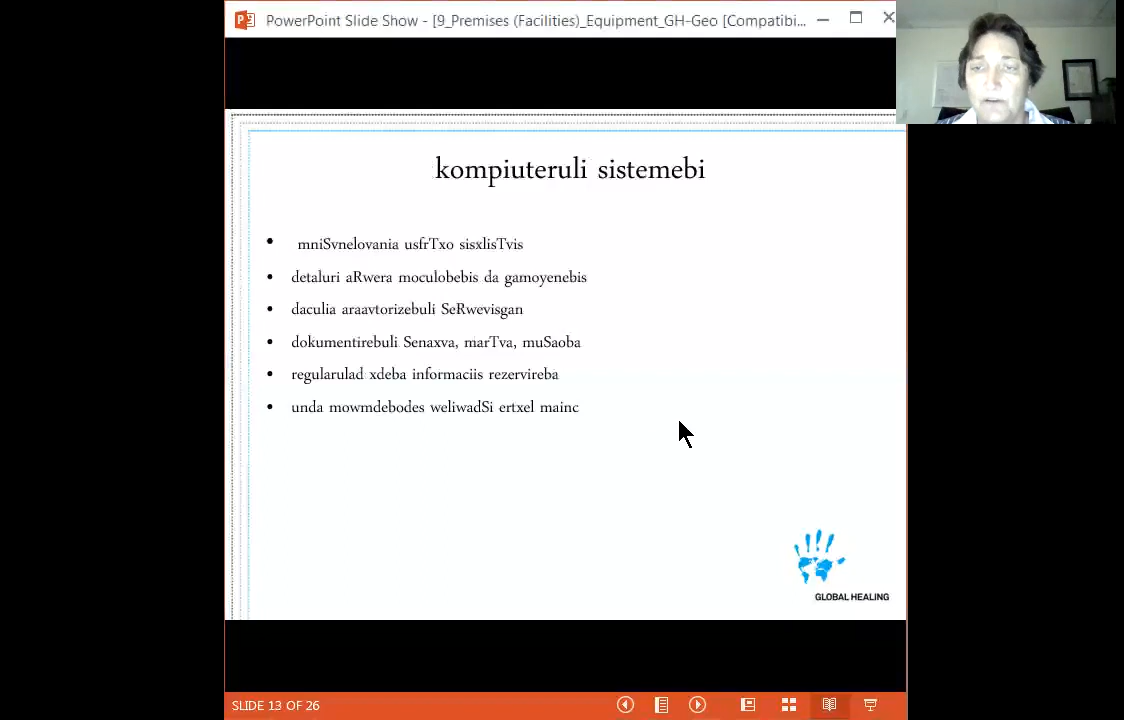 PowerPoint Slide Show - [9_Premises (Facilities)_Equipment_GH-Geo [Compatibi...
kompiuteruli sistemebi
• mniSvnelovania usfrTxo sisxlisTvis
• detaluri aRwera moculobebis da gamoyenebis
• daculia araavtorizebuli SeRwevisgan
• dokumentirebuli Senaxva, marTva, muSaoba
• regularulad xdeba informaciis rezervireba
• unda mowmdebodes weliwadSi ertxel mainc
GLOBAL HEALING
SLIDE 13 OF 26